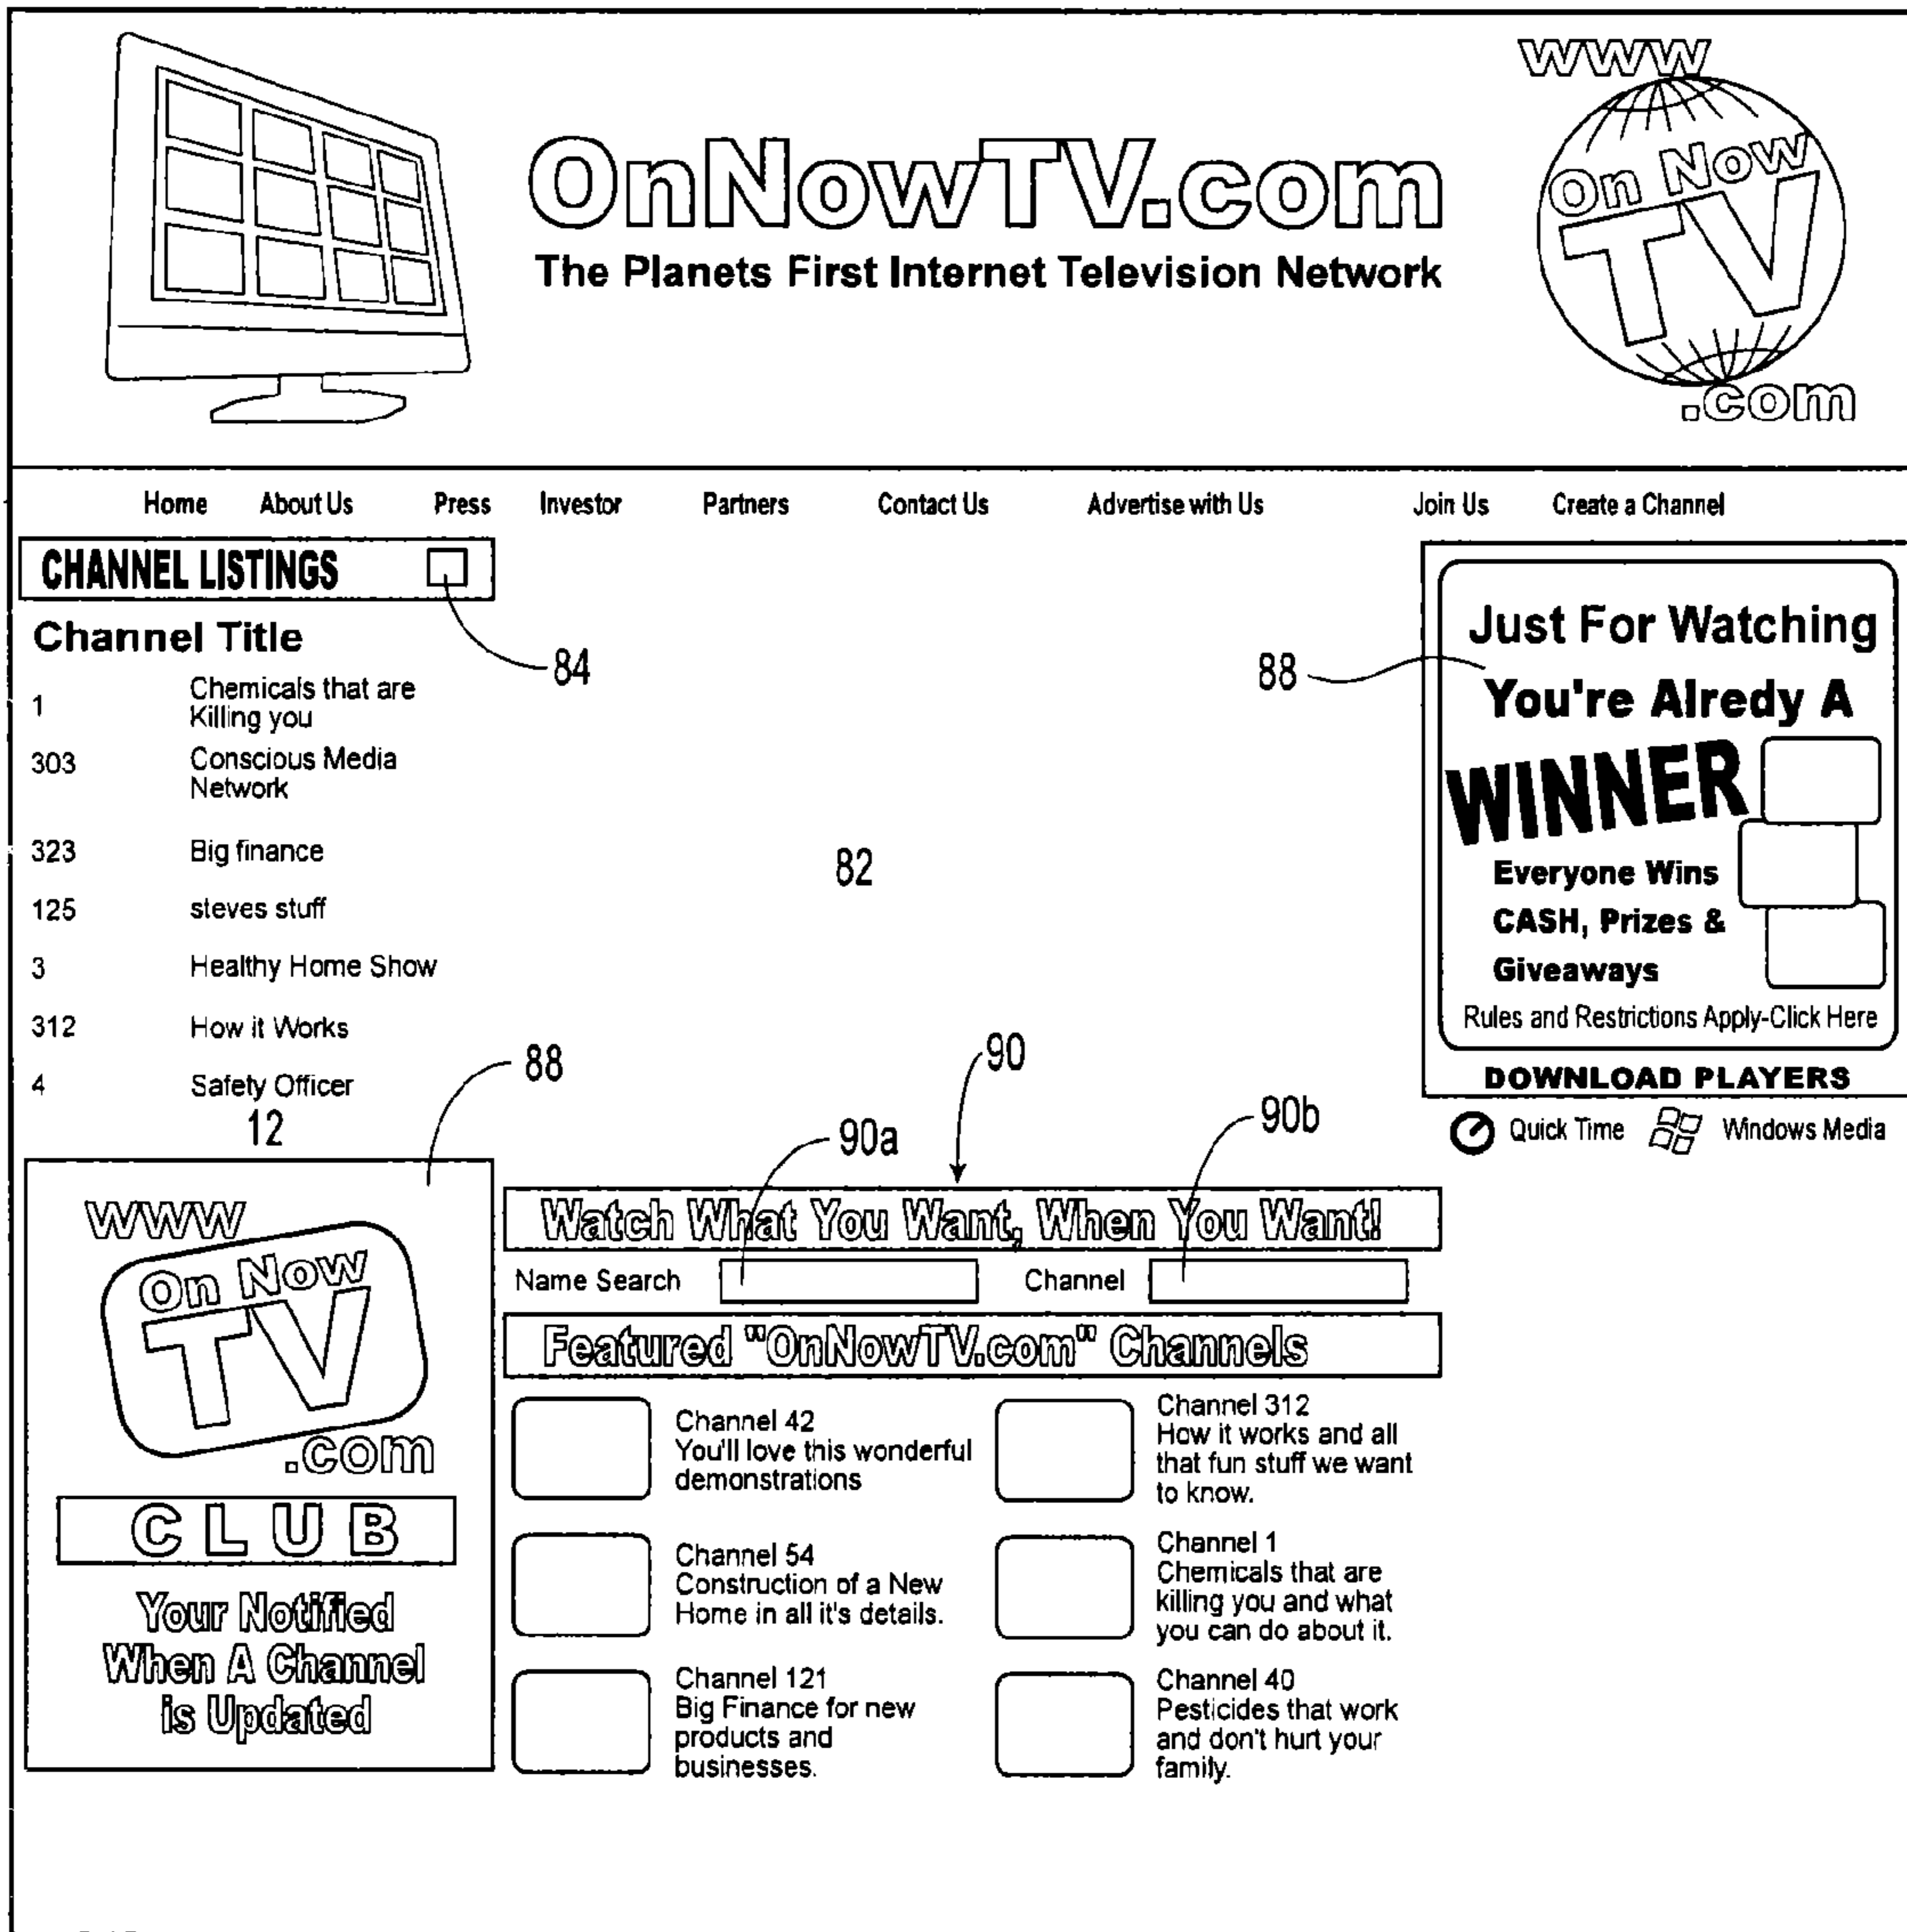 OnNowTV.com
The Planets First Internet Television Network
www
On Now
TV
.com
Home About Us Press Investor Partners Contact Us Advertise with Us Join Us Create a Channel
CHANNEL LISTINGS
84
Channel Title
1 Chemicals that are
Killing you
303 Conscious Media
Network
323 Big finance
125 steves stuff
3 Healthy Home Show
312 How it Works
4 Safety Officer
12
82
88
Just For Watching
You're Alredy A
WINNER
Everyone Wins
CASH, Prizes &
Giveaways
Rules and Restrictions Apply-Click Here
DOWNLOAD PLAYERS
Quick Time Windows Media
88
www
On Now
TV
.com
CLUB
Your Notified
When A Channel
is Updated
90
90a
90b
Watch What You Want, When You Want!
Name Search Channel
Featured "OnNowTV.com" Channels
Channel 42
You'll love this wonderful
demonstrations
Channel 312
How it works and all
that fun stuff we want
to know.
Channel 54
Construction of a New
Home in all it's details.
Channel 1
Chemicals that are
killing you and what
you can do about it.
Channel 121
Big Finance for new
products and
businesses.
Channel 40
Pesticides that work
and don't hurt your
family.